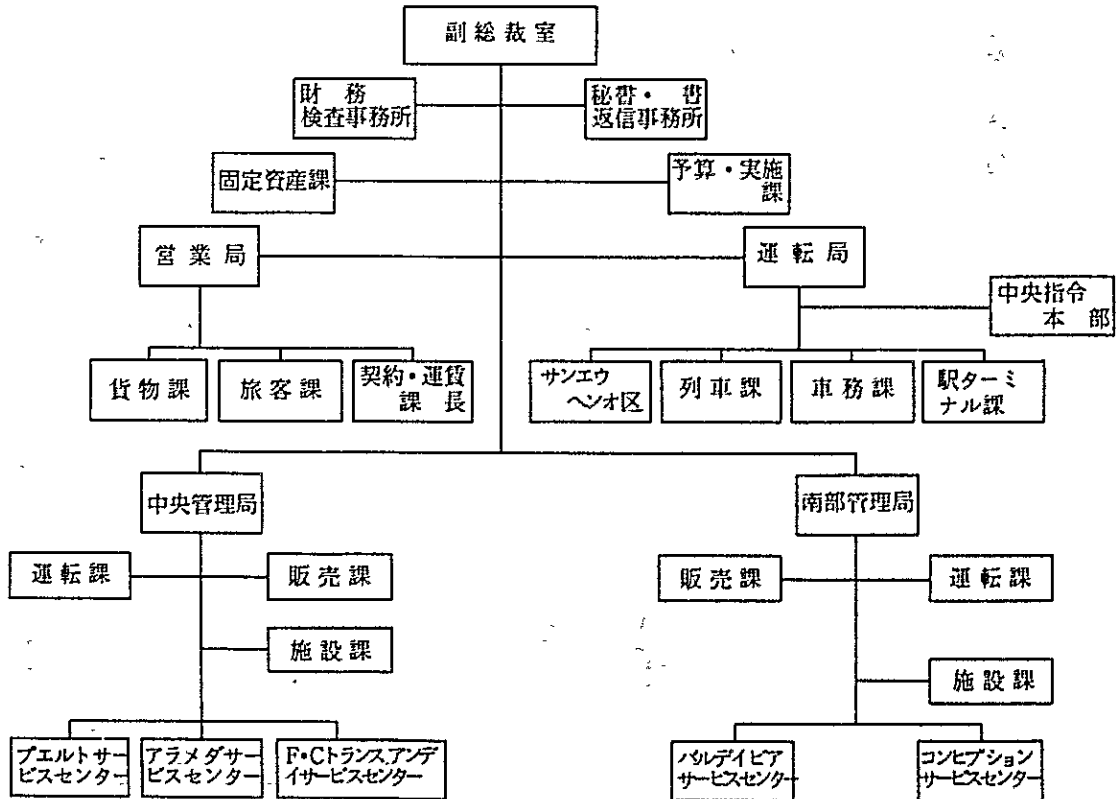 副総裁室
財務
検査事務所
秘書・書
返信事務所
固定資産課
予算・実施
課
営業局
運転局
中央指令
本部
貨物課
旅客課
契約・運賃
課長
サンエウ
ヘンオ区
列車課
車務課
駅ターミ
ナル課
中央管理局
南部管理局
運転課
販売課
販売課
運転課
施設課
施設課
プエルトサー
ビスセンター
アラメダサー
ビスセンター
F・Cトランスアンデ
イサービスセンター
バルデイビア
サービスセンター
コンヒプション
サービスセンター